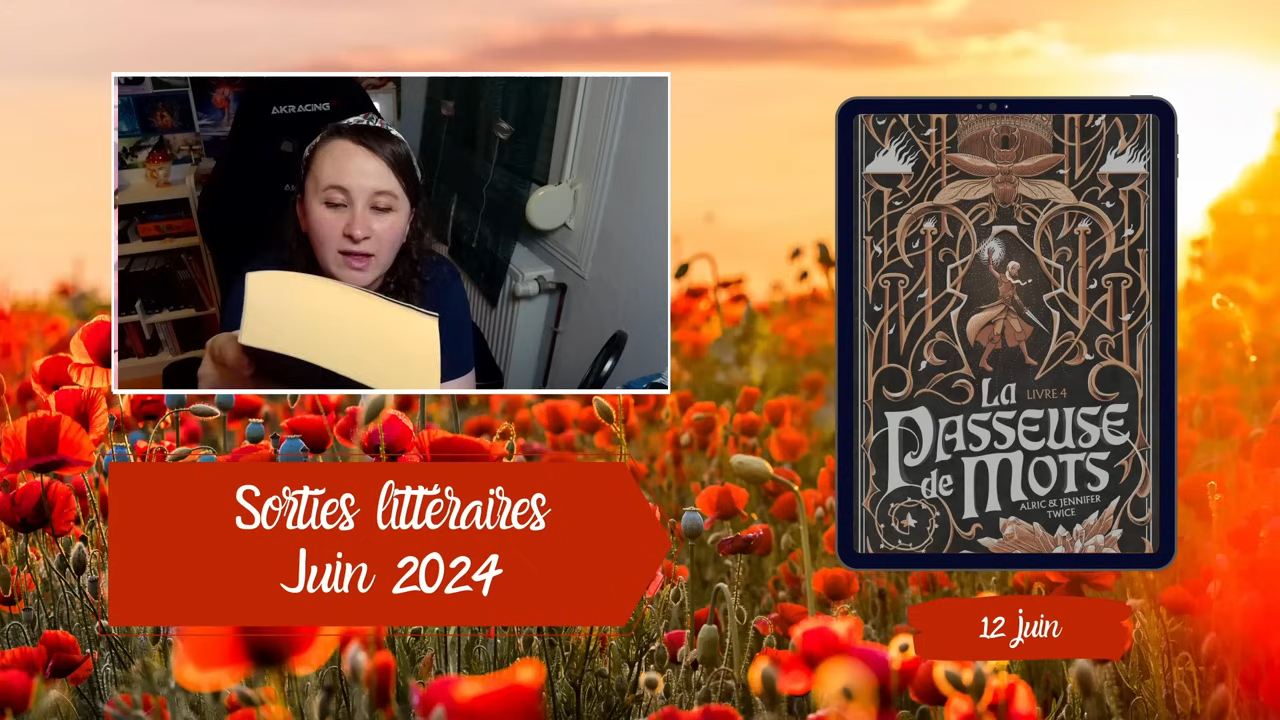 AKRACING
Sorties littéraires
Juin 2024
La
LIVRE 4
PASSEUSE
de MOTS
ALRIC & JENNIFER
TWICE
12 juin